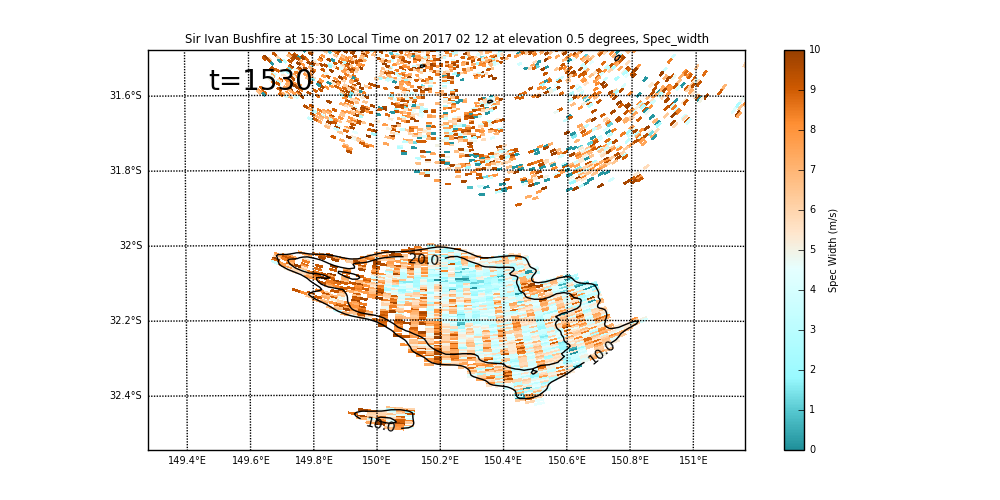 Sir Ivan Bushfire at 15:30 Local Time on 2017 02 12 at elevation 0.5 degrees, Spec_width
t=1530
31.6°S
31.8°S
32°S
32.2°S
32.4°S
20.0
10.0
10.0
149.4°E 149.6°E 149.8°E 150°E 150.2°E 150.4°E 150.6°E 150.8°E 151°E
10
9
8
7
6
5
4
3
2
1
0
Spec Width (m/s)